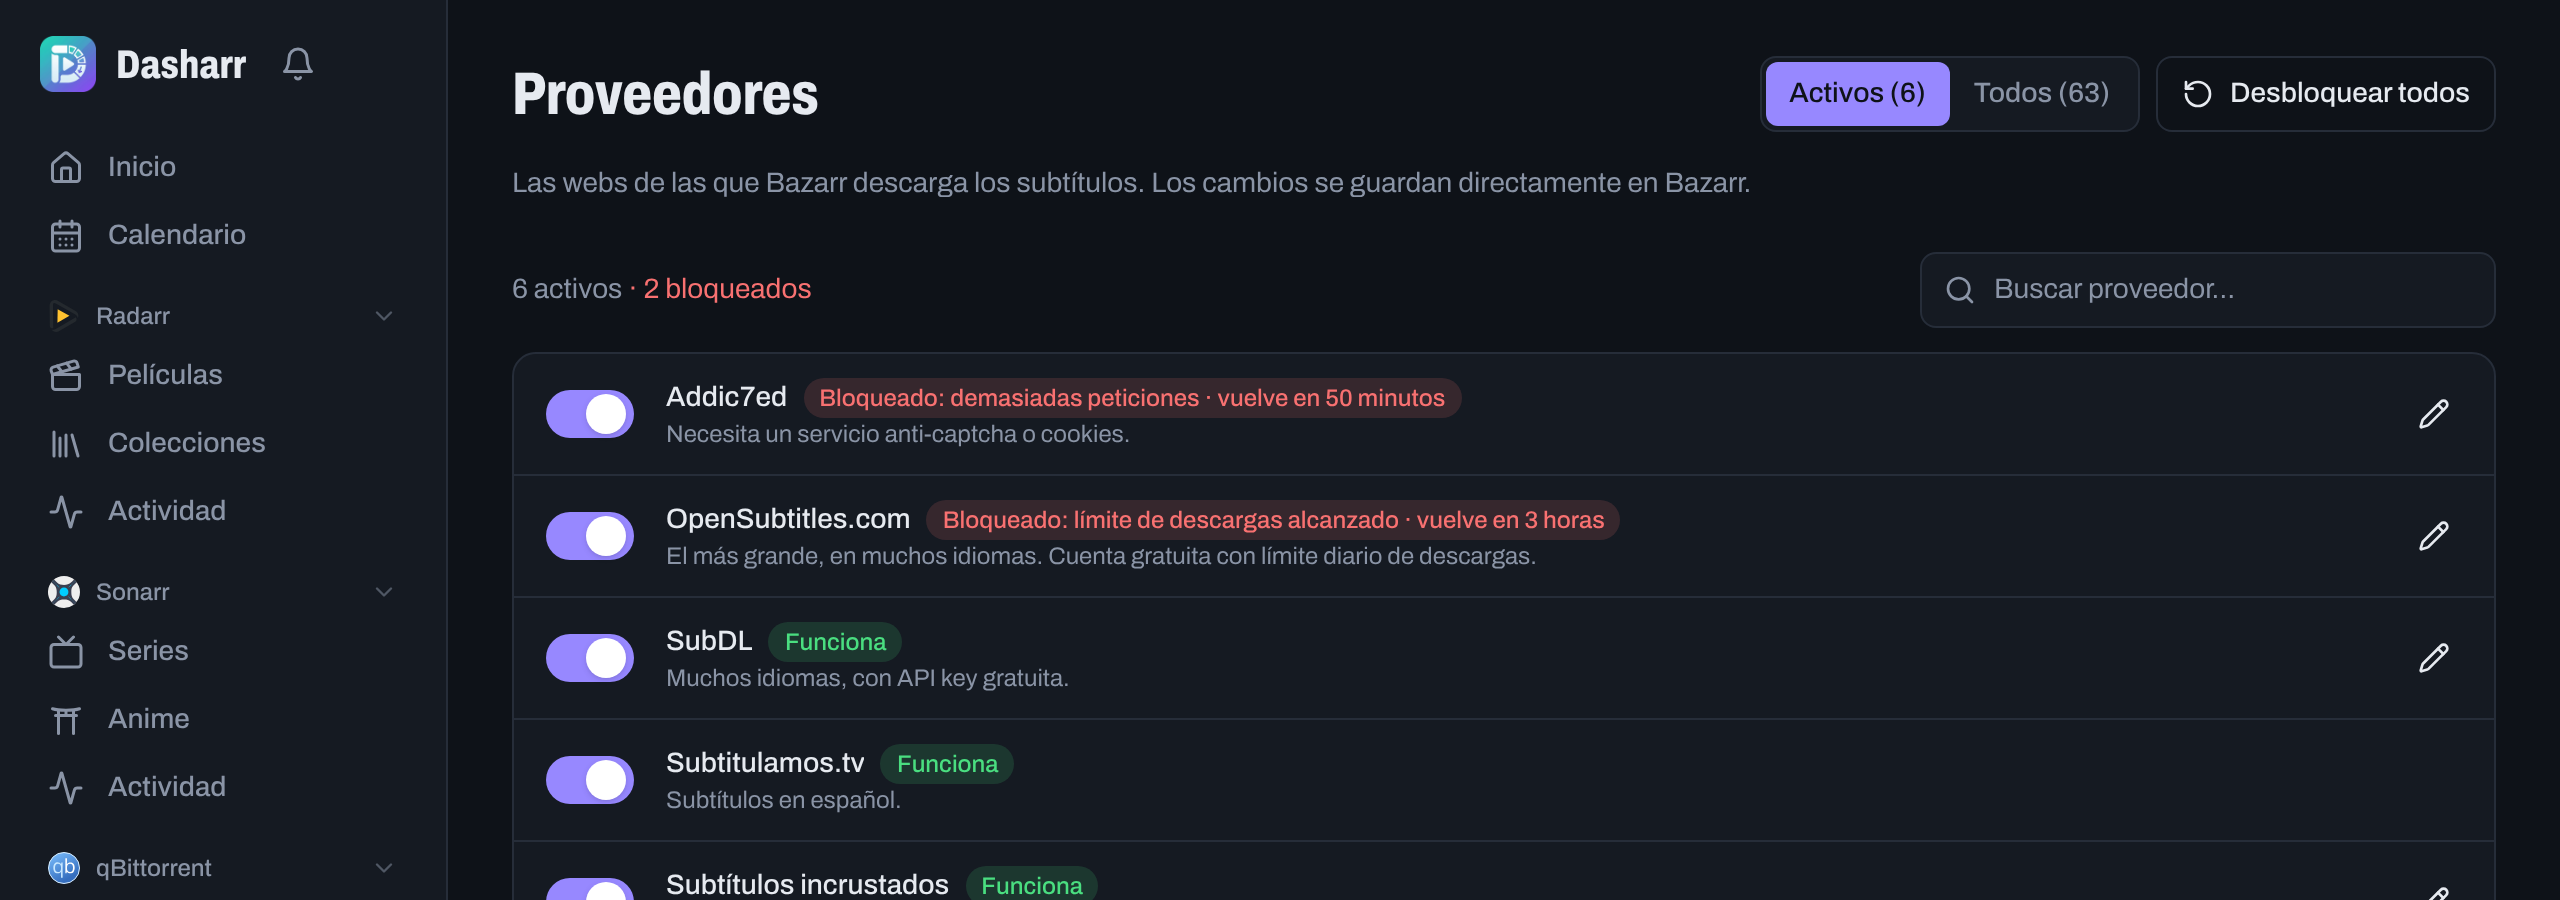 Dasharr
Inicio
Calendario
Radarr
Películas
Colecciones
Actividad
Sonarr
Series
Anime
Actividad
qb qBittorrent
Proveedores
Activos (6)
Todos (63)
Desbloquear todos
Las webs de las que Bazarr descarga los subtítulos. Los cambios se guardan directamente en Bazarr.
6 activos · 2 bloqueados
Buscar proveedor...
Addic7ed Bloqueado: demasiadas peticiones · vuelve en 50 minutos
Necesita un servicio anti-captcha o cookies.
OpenSubtitles.com Bloqueado: límite de descargas alcanzado · vuelve en 3 horas
El más grande, en muchos idiomas. Cuenta gratuita con límite diario de descargas.
SubDL Funciona
Muchos idiomas, con API key gratuita.
Subtitulamos.tv Funciona
Subtítulos en español.
Subtítulos incrustados Funciona